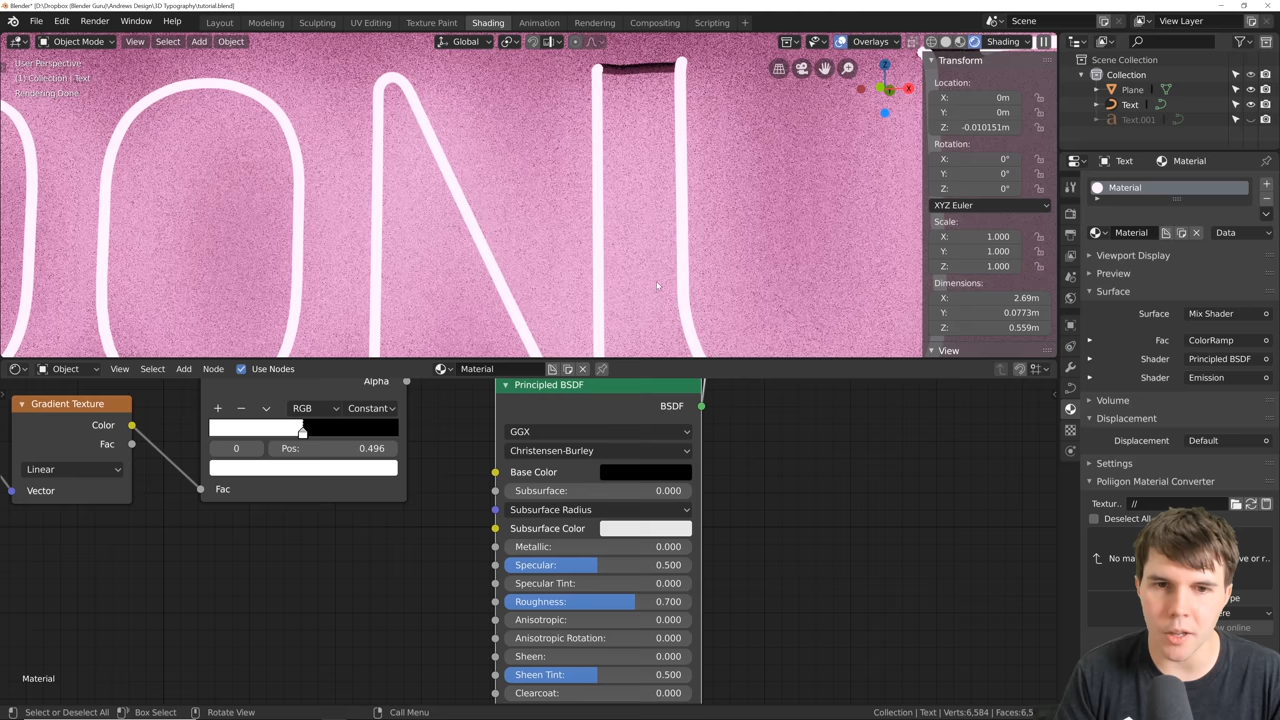 Blender* [D:\Dropbox (Blender Guru)\Andrews Design\3D Typography\tutorial.blend]
File Edit Render Window Help Layout Modeling Sculpting UV Editing Texture Paint Shading Animation Rendering Compositing Scripting Scene View Layer
Object Mode View Select Add Object Global Overlays Shading
User Perspective
(1) Collection | Text
Rendering Done
Transform
Location:
X: 0m
Y: 0m
Z: -0.010151m
Rotation:
X: 0°
Y: 0°
Z: 0°
XYZ Euler
Scale:
X: 1.000
Y: 1.000
Z: 1.000
Dimensions:
X: 2.69m
Y: 0.0773m
Z: 0.559m
View
Scene Collection
Collection
Plane
Text
Text.001
Text Material
Material
Material Data
Viewport Display
Preview
Surface
Surface Mix Shader
Fac ColorRamp
Shader Principled BSDF
Shader Emission
Volume
Displacement
Displacement Default
Settings
Poliigon Material Converter
Textur.. //
Deselect All
No ma
e or r..
Object View Select Add Node Use Nodes Material
Gradient Texture
Color
Fac
Linear
Vector
Alpha
RGB Constant
0 Pos: 0.496
Fac
Principled BSDF
BSDF
GGX
Christensen-Burley
Base Color
Subsurface: 0.000
Subsurface Radius
Subsurface Color
Metallic: 0.000
Specular: 0.500
Specular Tint: 0.000
Roughness: 0.700
Anisotropic: 0.000
Anisotropic Rotation: 0.000
Sheen: 0.000
Sheen Tint: 0.500
Clearcoat: 0.000
Material
Select or Deselect All Box Select Rotate View Call Menu Collection | Text | Verts:6,584 | Faces:6,5